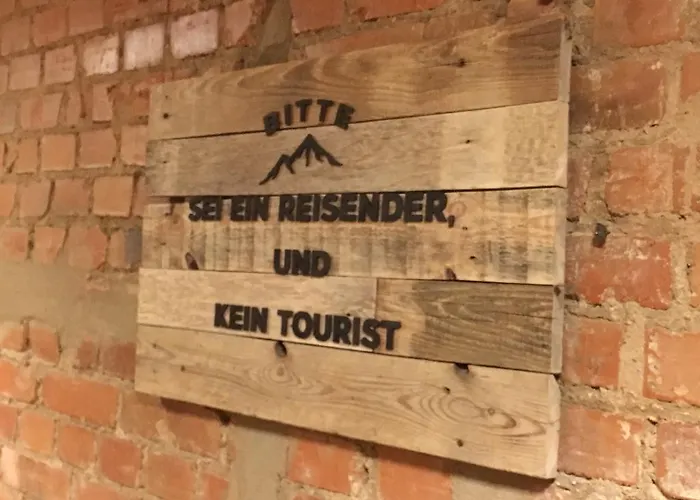 BITTE
SEI EIN REISENDER,
UND
KEIN TOURIST